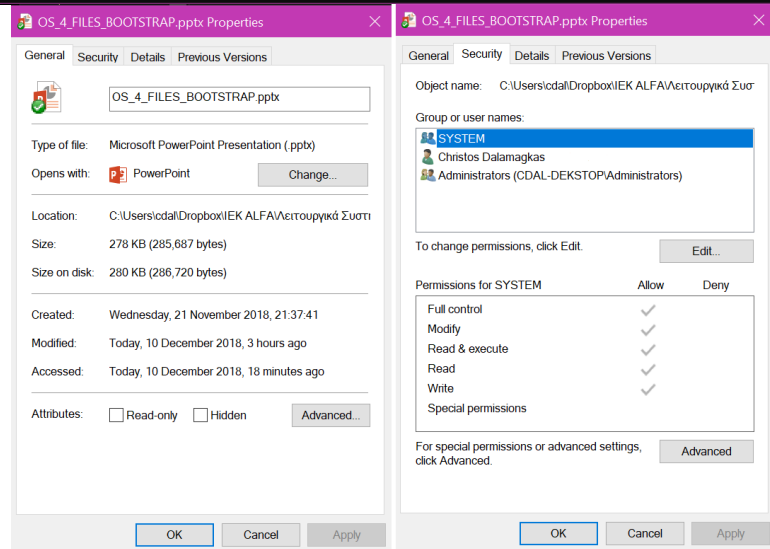 OS_4_FILES_BOOTSTRAP.pptx Properties
General Security Details Previous Versions
OS_4_FILES_BOOTSTRAP.pptx
Type of file: Microsoft PowerPoint Presentation (.pptx)
Opens with: PowerPoint Change...
Location: C:\Users\cdal\Dropbox\IEK ALFA\Λειτουργικά Συστη
Size: 278 KB (285,687 bytes)
Size on disk: 280 KB (286,720 bytes)
Created: Wednesday, 21 November 2018, 21:37:41
Modified: Today, 10 December 2018, 3 hours ago
Accessed: Today, 10 December 2018, 18 minutes ago
Attributes: Read-only Hidden Advanced...
OK Cancel Apply
OS_4_FILES_BOOTSTRAP.pptx Properties
General Security Details Previous Versions
Object name: C:\Users\cdal\Dropbox\IEK ALFA\Λειτουργικά Συστ
Group or user names:
SYSTEM
Christos Dalamagkas
Administrators (CDAL-DEKSTOP\Administrators)
To change permissions, click Edit.
Edit...
Permissions for SYSTEM Allow Deny
Full control
Modify
Read & execute
Read
Write
Special permissions
For special permissions or advanced settings,
click Advanced.
Advanced
OK Cancel Apply